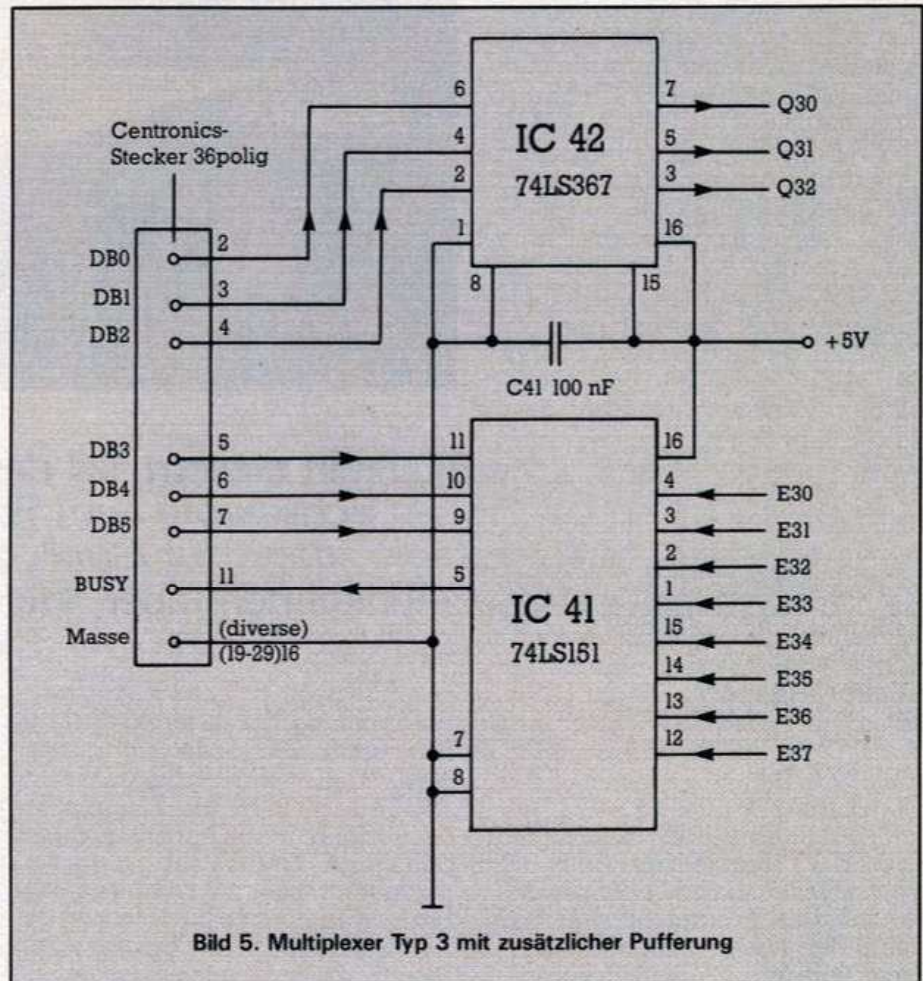 Centronics-
Stecker 36polig
DB0
2
DB1
3
DB2
4
DB3
5
DB4
6
DB5
7
BUSY
11
Masse
(diverse)
(19-29)16
6
4
2
1
8
IC 42
74LS367
7
5
3
16
15
Q30
Q31
Q32
C41 100 nF
+5V
11
10
9
5
7
8
IC 41
74LS151
16
4
3
2
1
15
14
13
12
E30
E31
E32
E33
E34
E35
E36
E37
Bild 5. Multiplexer Typ 3 mit zusätzlicher Pufferung